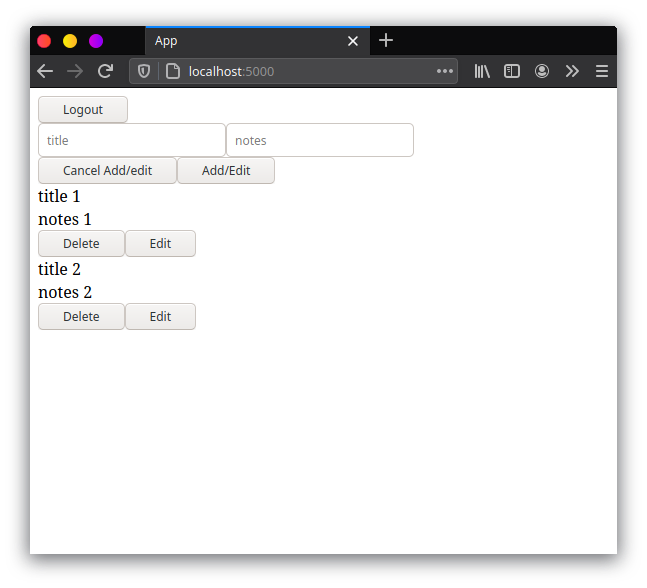 App
localhost:5000
Logout
title notes
Cancel Add/edit Add/Edit
title 1
notes 1
Delete Edit
title 2
notes 2
Delete Edit